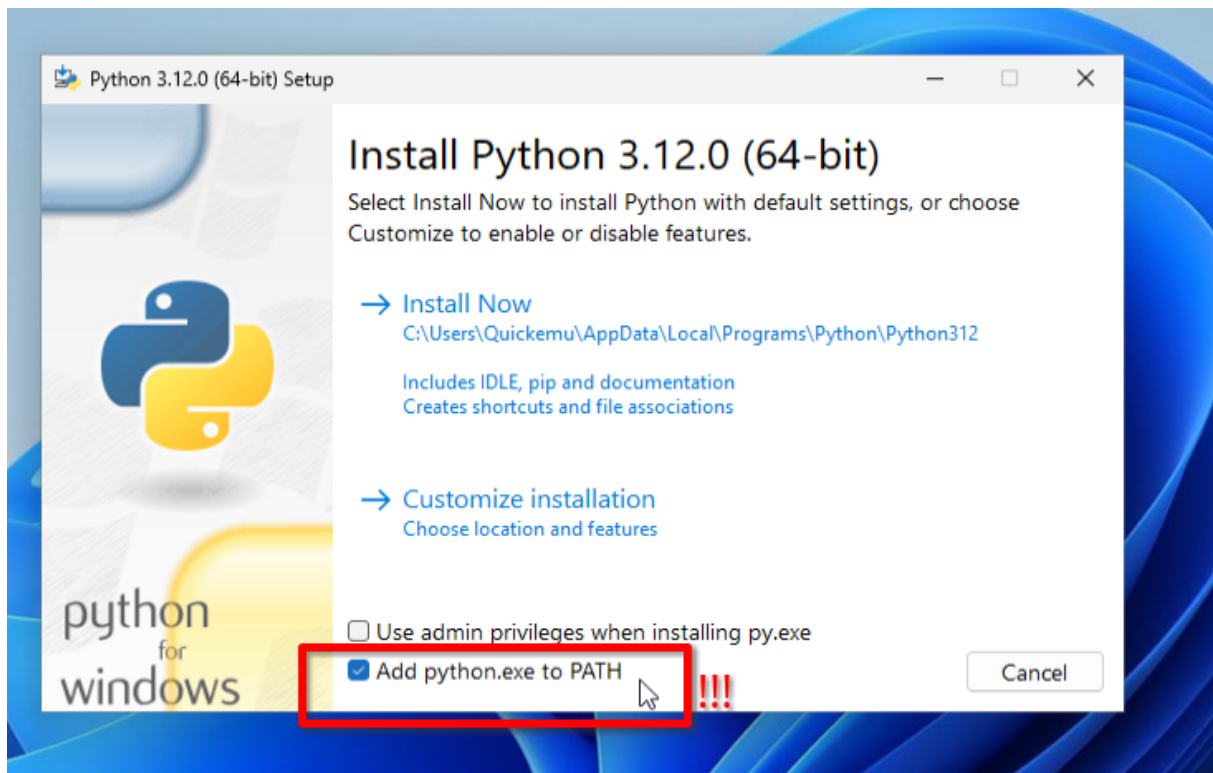 Python 3.12.0 (64-bit) Setup
Install Python 3.12.0 (64-bit)
Select Install Now to install Python with default settings, or choose
Customize to enable or disable features.
→ Install Now
C:\Users\Quickemu\AppData\Local\Programs\Python\Python312
Includes IDLE, pip and documentation
Creates shortcuts and file associations
→ Customize installation
Choose location and features
python
for
windows
Use admin privileges when installing py.exe
Add python.exe to PATH
!!!
Cancel